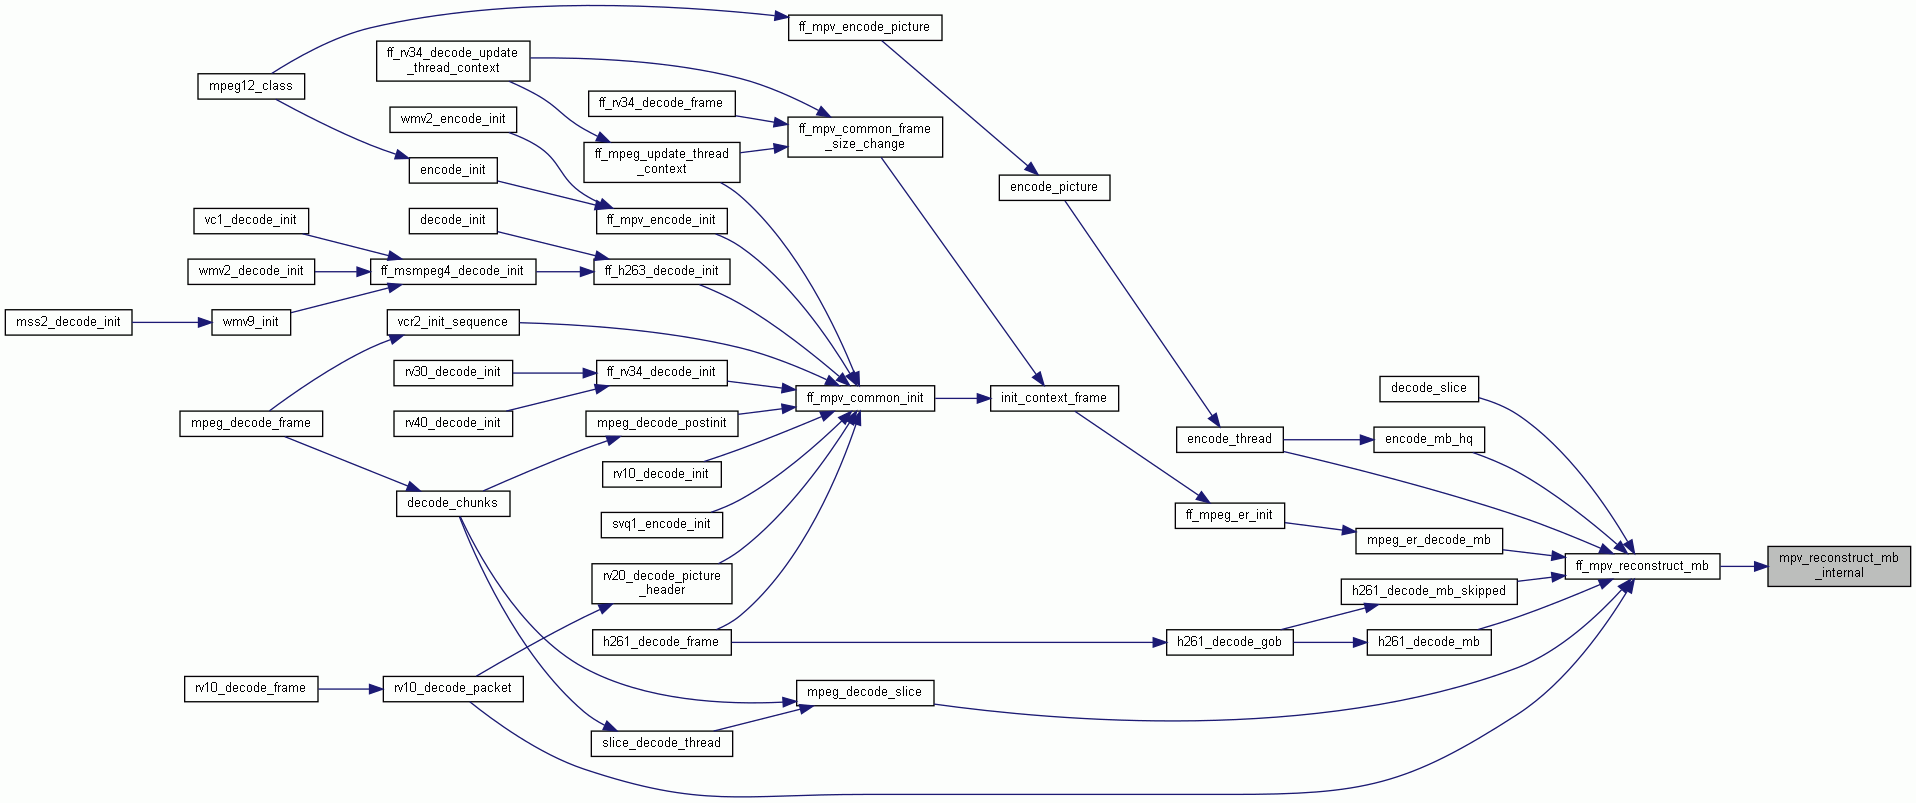 ff_mpv_encode_picture
ff_rv34_decode_update
_thread_context
mpeg12_class
ff_rv34_decode_frame
wmv2_encode_init
ff_mpv_common_frame
_size_change
ff_mpeg_update_thread
_context
encode_init
encode_picture
vc1_decode_init
decode_init
ff_mpv_encode_init
wmv2_decode_init
ff_msmpeg4_decode_init
ff_h263_decode_init
mss2_decode_init
wmv9_init
vcr2_init_sequence
rv30_decode_init
ff_rv34_decode_init
decode_slice
ff_mpv_common_init
init_context_frame
mpeg_decode_frame
rv40_decode_init
mpeg_decode_postinit
encode_thread
encode_mb_hq
rv10_decode_init
decode_chunks
svq1_encode_init
ff_mpeg_er_init
mpeg_er_decode_mb
ff_mpv_reconstruct_mb
mpv_reconstruct_mb
_internal
rv20_decode_picture
_header
h261_decode_mb_skipped
h261_decode_frame
h261_decode_gob
h261_decode_mb
rv10_decode_frame
rv10_decode_packet
mpeg_decode_slice
slice_decode_thread